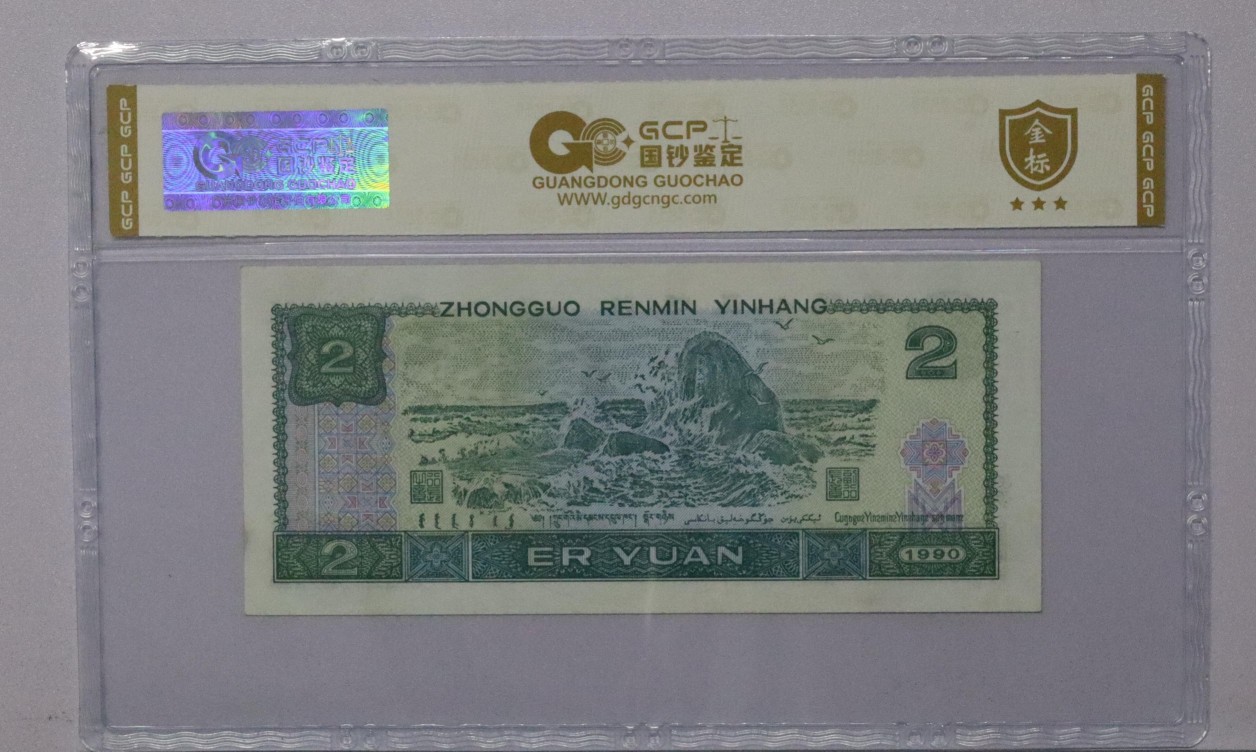 GCP GCP GCP
GCP
国钞鉴定
GUANGDONG GUOCHAO
WWW.gdgcngc.com
金
标
GCP GCP GCP
ZHONGGUO RENMIN YINHANG
2
2
2
ER YUAN
1990